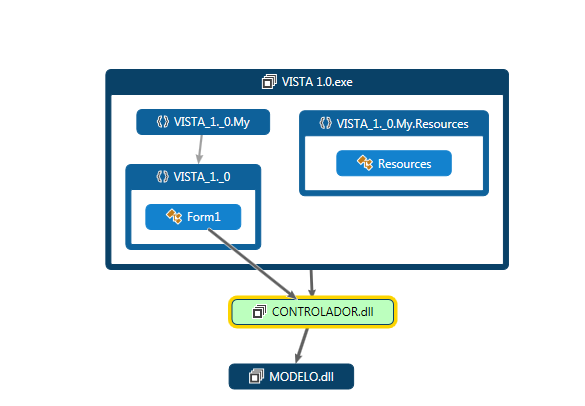 VISTA 1.0.exe
VISTA_1._0.My
VISTA_1._0.My.Resources
Resources
VISTA_1._0
Form1
CONTROLADOR.dll
MODELO.dll